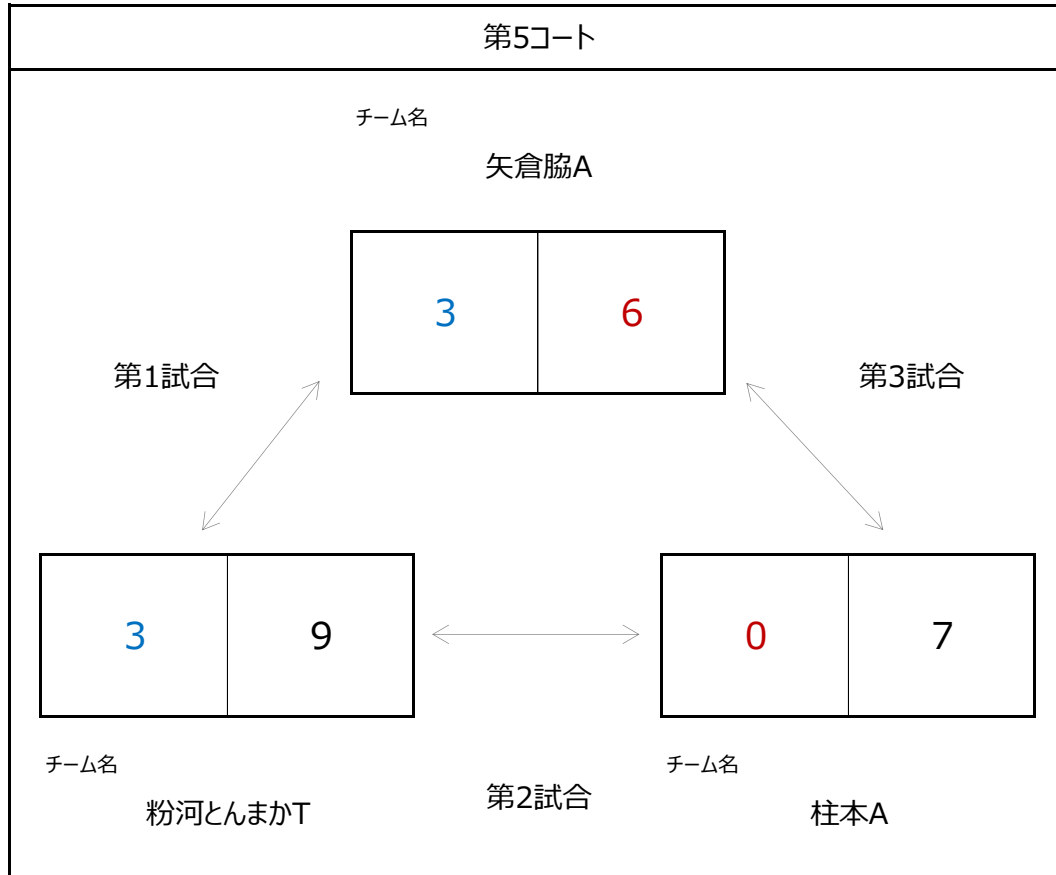 第5コート
チーム名
矢倉脇A
3 6
第1試合
第3試合
3 9
0 7
チーム名
粉河とんまかT
第2試合
チーム名
柱本A